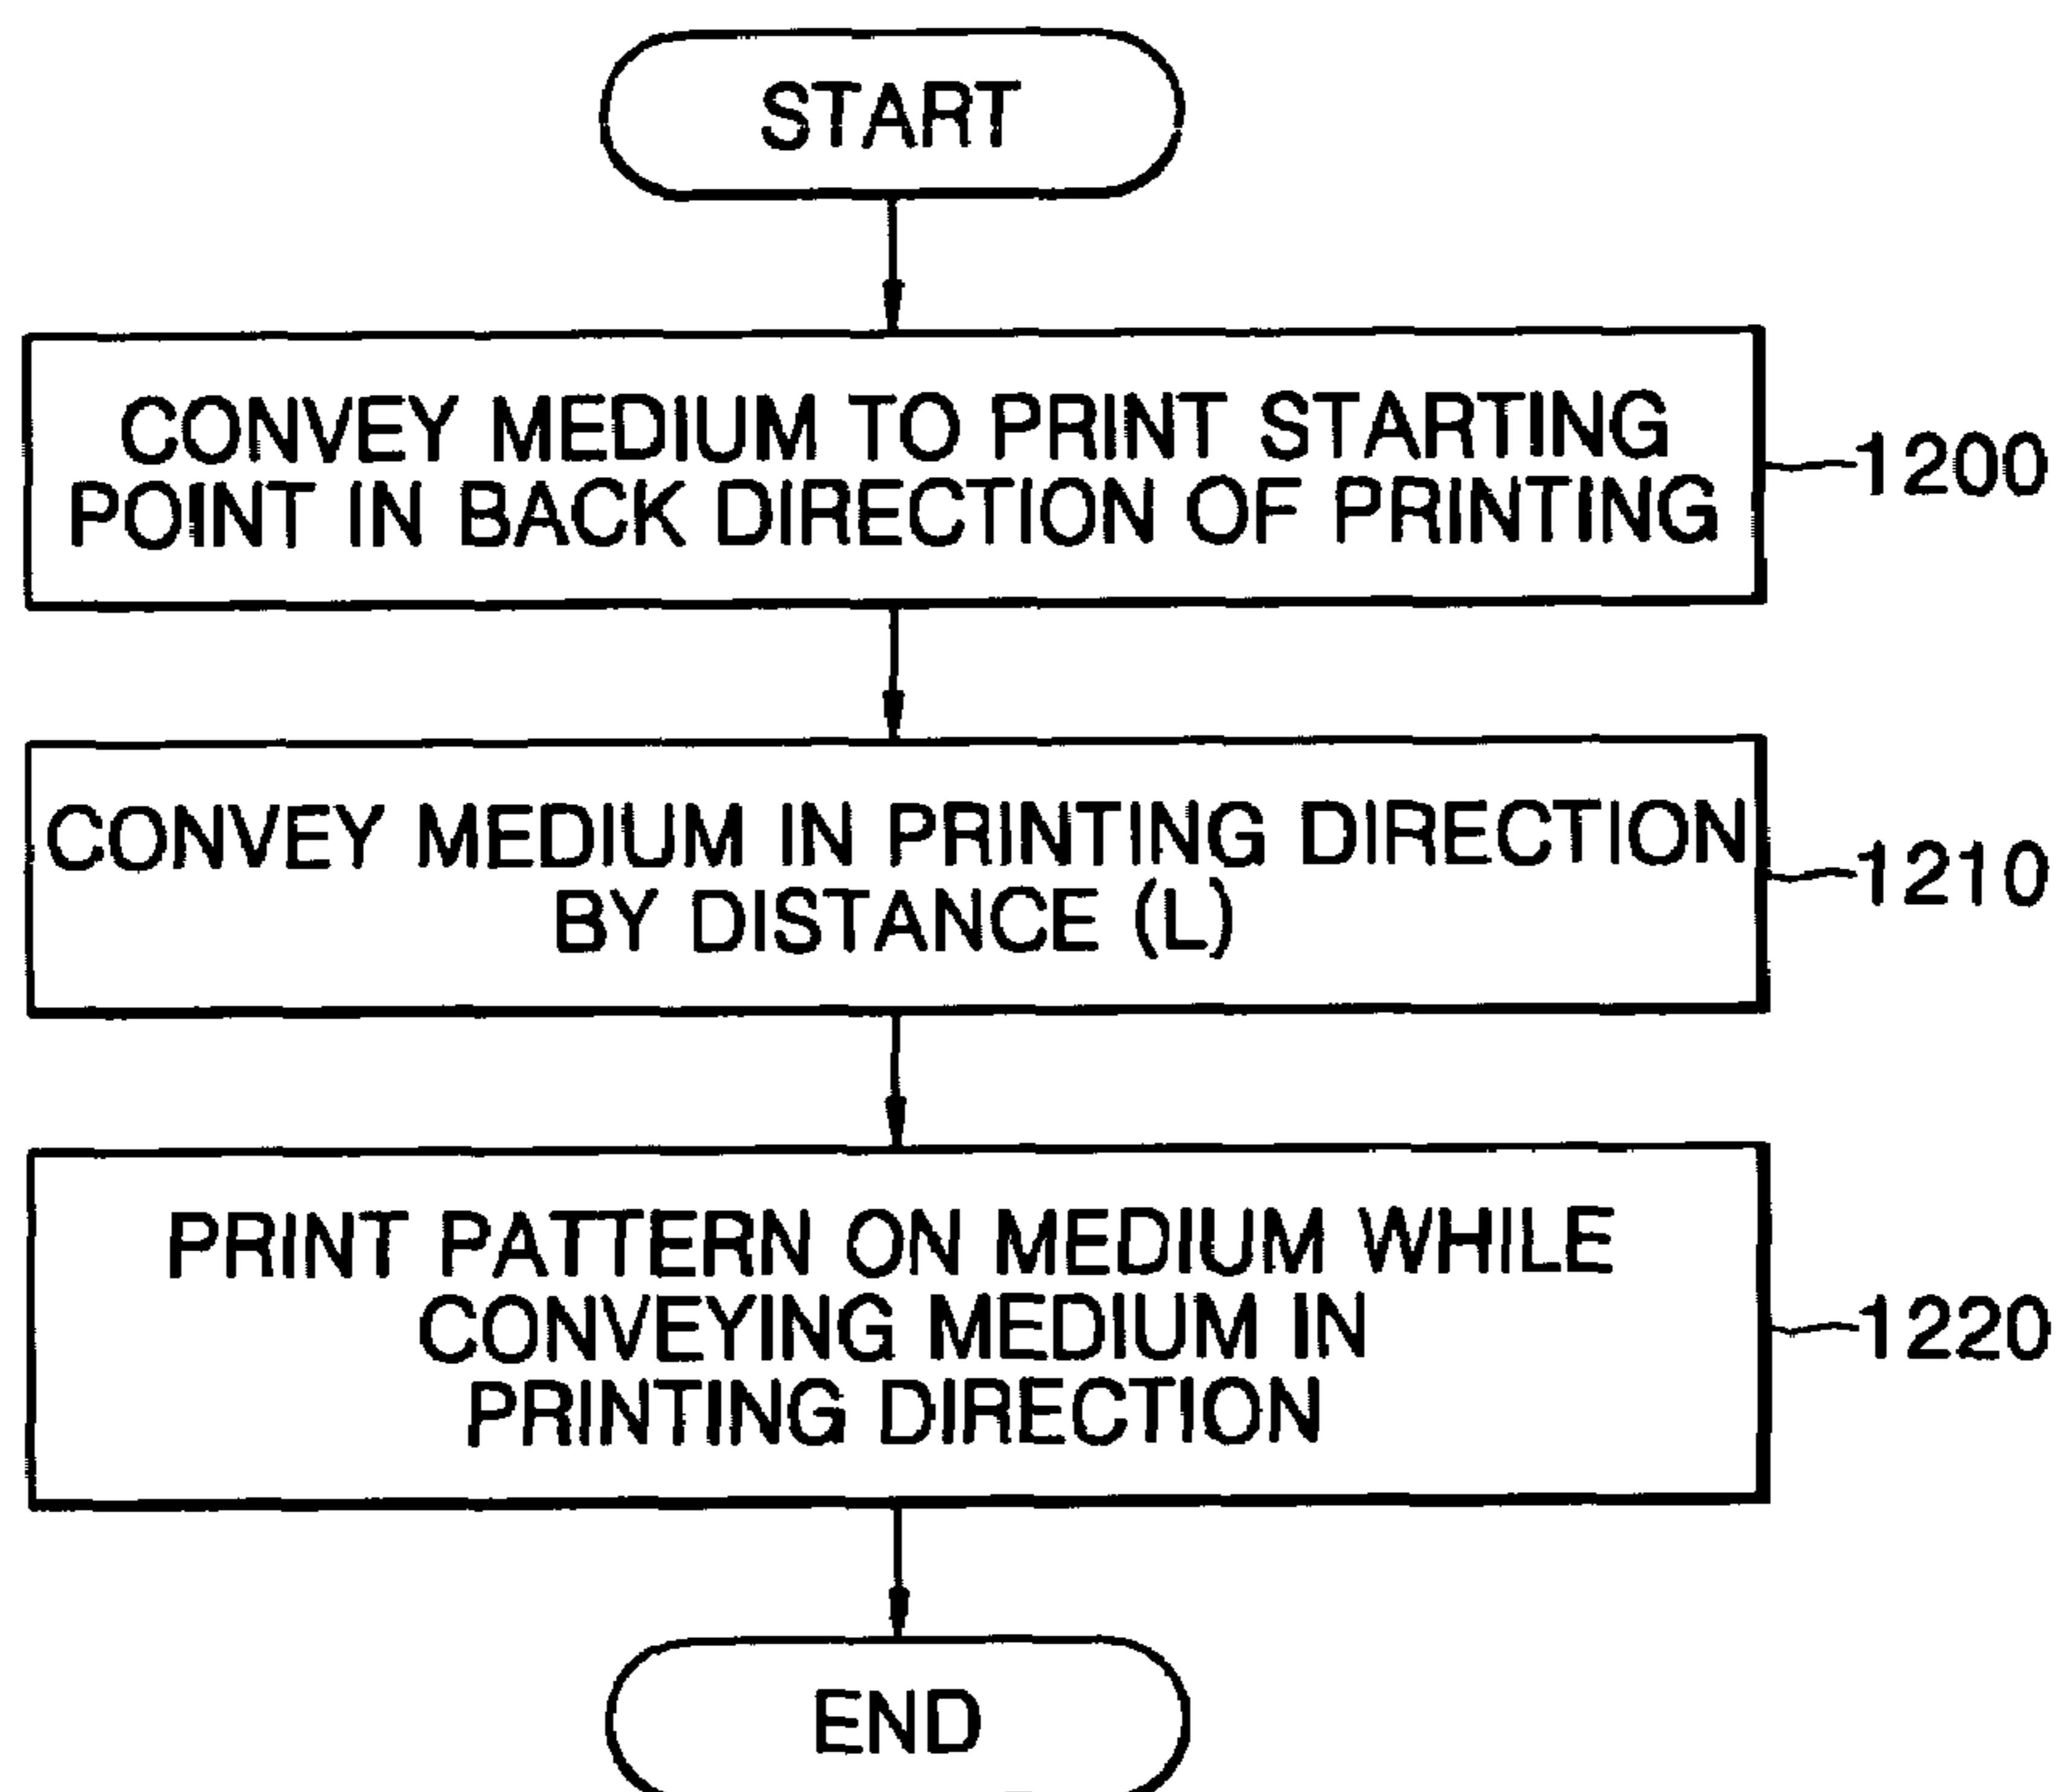 START
CONVEY MEDIUM TO PRINT STARTING
POINT IN BACK DIRECTION OF PRINTING
1200
CONVEY MEDIUM IN PRINTING DIRECTION
BY DISTANCE (L)
1210
PRINT PATTERN ON MEDIUM WHILE
CONVEYING MEDIUM IN
PRINTING DIRECTION
1220
END